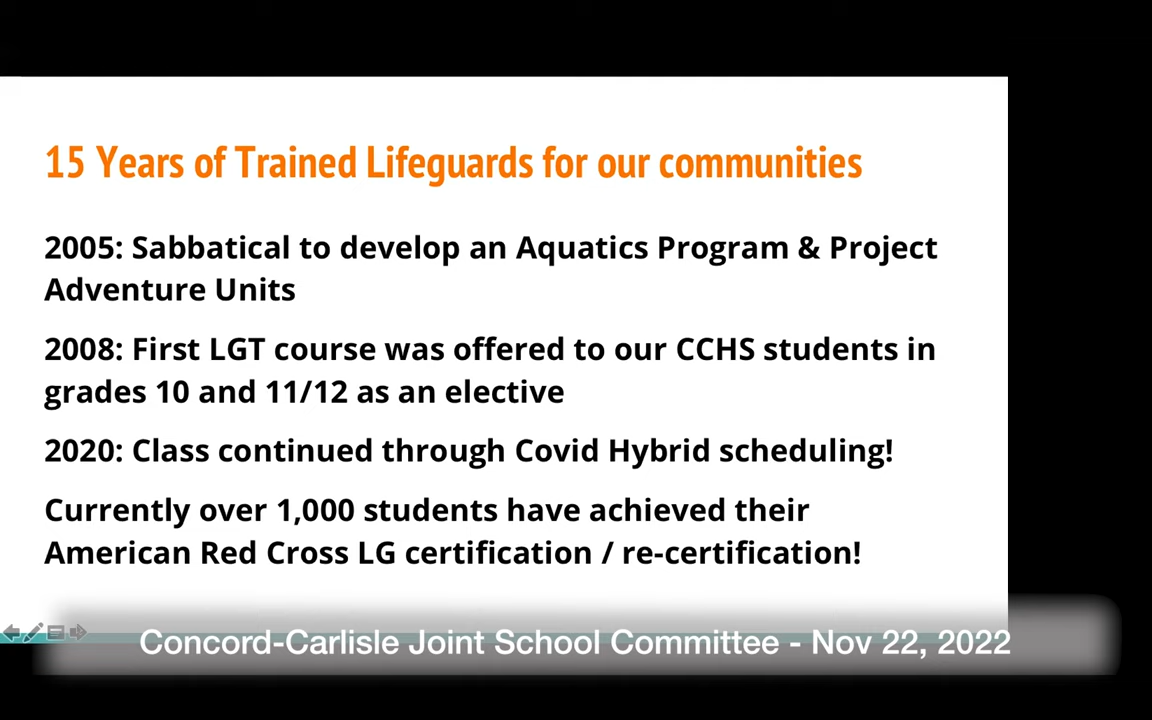 15 Years of Trained Lifeguards for our communities
2005: Sabbatical to develop an Aquatics Program & Project
Adventure Units
2008: First LGT course was offered to our CCHS students in
grades 10 and 11/12 as an elective
2020: Class continued through Covid Hybrid scheduling!
Currently over 1,000 students have achieved their
American Red Cross LG certification / re-certification!
Concord-Carlisle Joint School Committee - Nov 22, 2022